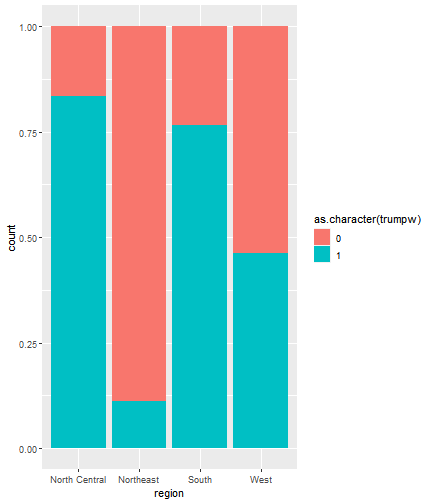 1.00
0.75
0.50
0.25
0.00
count
North Central Northeast South West
region
as.character(trumpw)
0
1